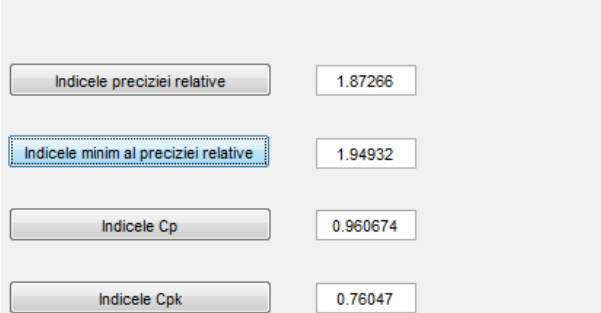 Indicele preciziei relative 1.87266
Indicele minim al preciziei relative 1.94932
Indicele Cp 0.960674
Indicele Cpk 0.76047